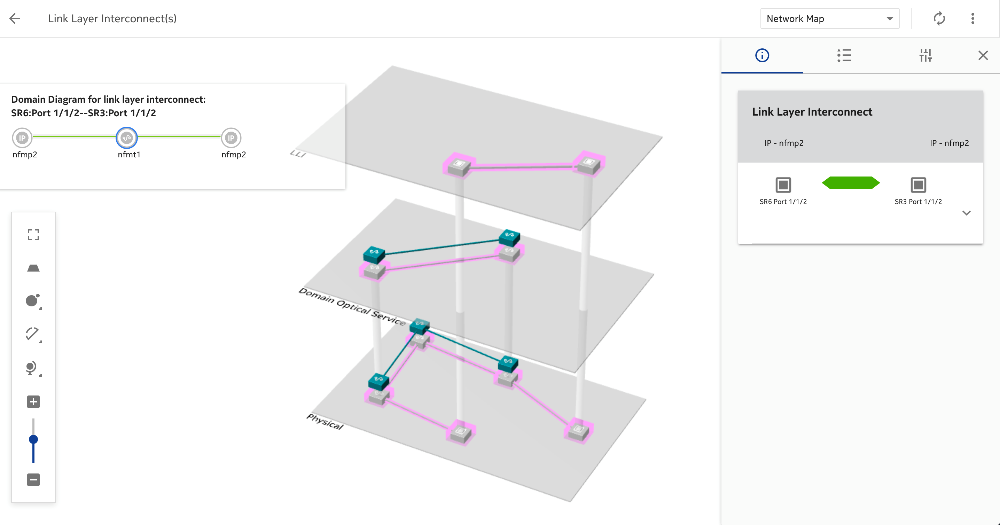 Link Layer Interconnect(s)
Network Map
Domain Diagram for link layer interconnect:
SR6:Port 1/1/2--SR3:Port 1/1/2
IP
IP
nfmp2
nfmt1
nfmp2
LLI
Domain Optical Service
Physical
Link Layer Interconnect
IP - nfmp2
IP - nfmp2
SR6 Port 1/1/2
SR3 Port 1/1/2